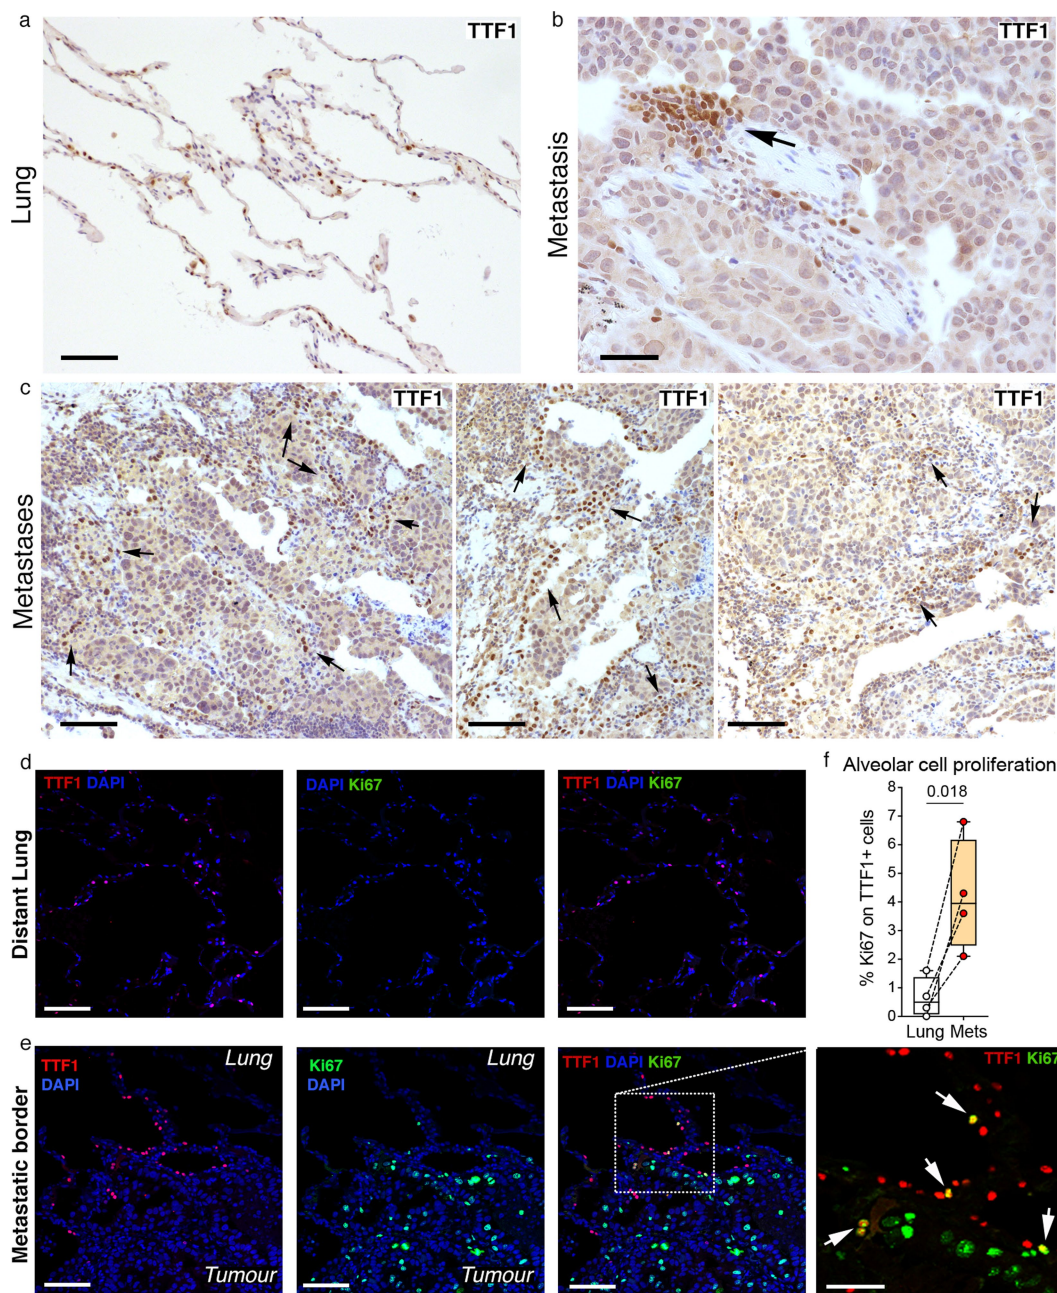 a
TTF1
Lung
b
TTF1
Metastasis
c
Metastases
TTF1
TTF1
TTF1
d
Distant Lung
TTF1 DAPI
DAPI Ki67
TTF1 DAPI Ki67
f
Alveolar cell proliferation
0.018
% Ki67 on TTF1+ cells
8
7
6
5
4
3
2
1
0
Lung Mets
e
Metastatic border
TTF1
DAPI
Lung
Tumour
Ki67
DAPI
Lung
Tumour
TTF1 DAPI Ki67
TTF1 Ki67